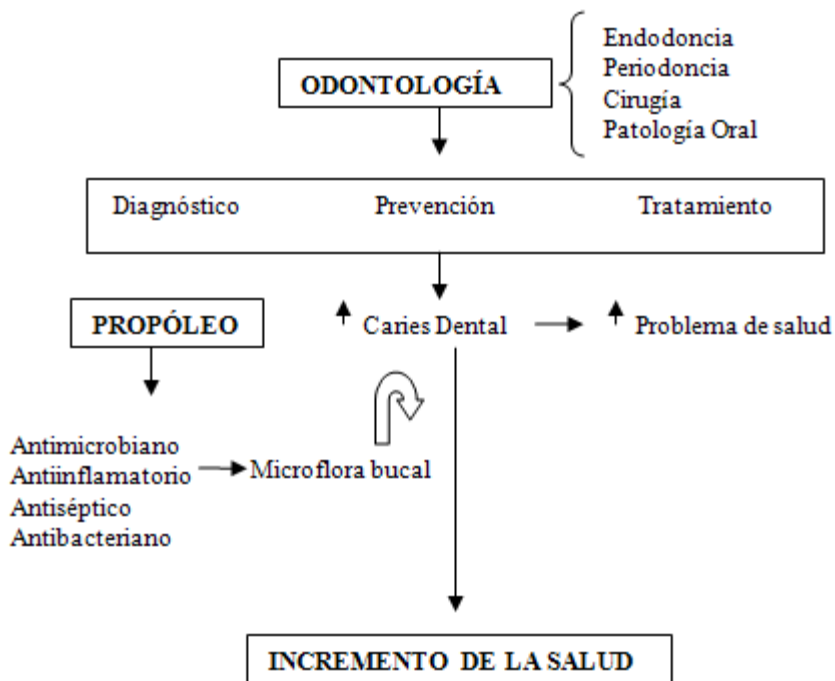 Endodoncia
Periodoncia
ODONTOLOGÍA
Cirugía
Patología Oral
Diagnóstico Prevención Tratamiento
PROPÓLEO
Caries Dental
Problema de salud
Antimicrobiano
Antiinflamatorio
Antiséptico
Antibacteriano
Microflora bucal
INCREMENTO DE LA SALUD